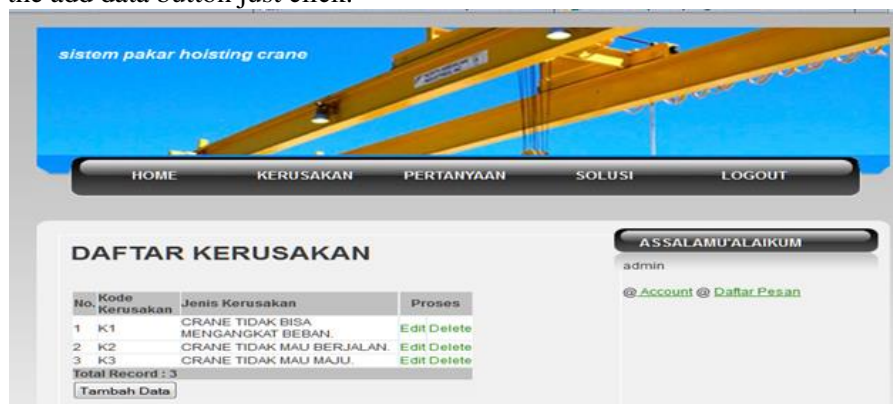 the add data button just click.
sistem pakar hoisting crane
HOME KERUSAKAN PERTANYAAN SOLUSI LOGOUT
DAFTAR KERUSAKAN
No. Kode Kerusakan Jenis Kerusakan Proses
1 K1 CRANE TIDAK BISA MENGANGKAT BEBAN. Edit Delete
2 K2 CRANE TIDAK MAU BERJALAN. Edit Delete
3 K3 CRANE TIDAK MAU MAJU. Edit Delete
Total Record : 3
Tambah Data
ASSALAMU'ALAIKUM
admin
@ Account @ Daftar Pesan